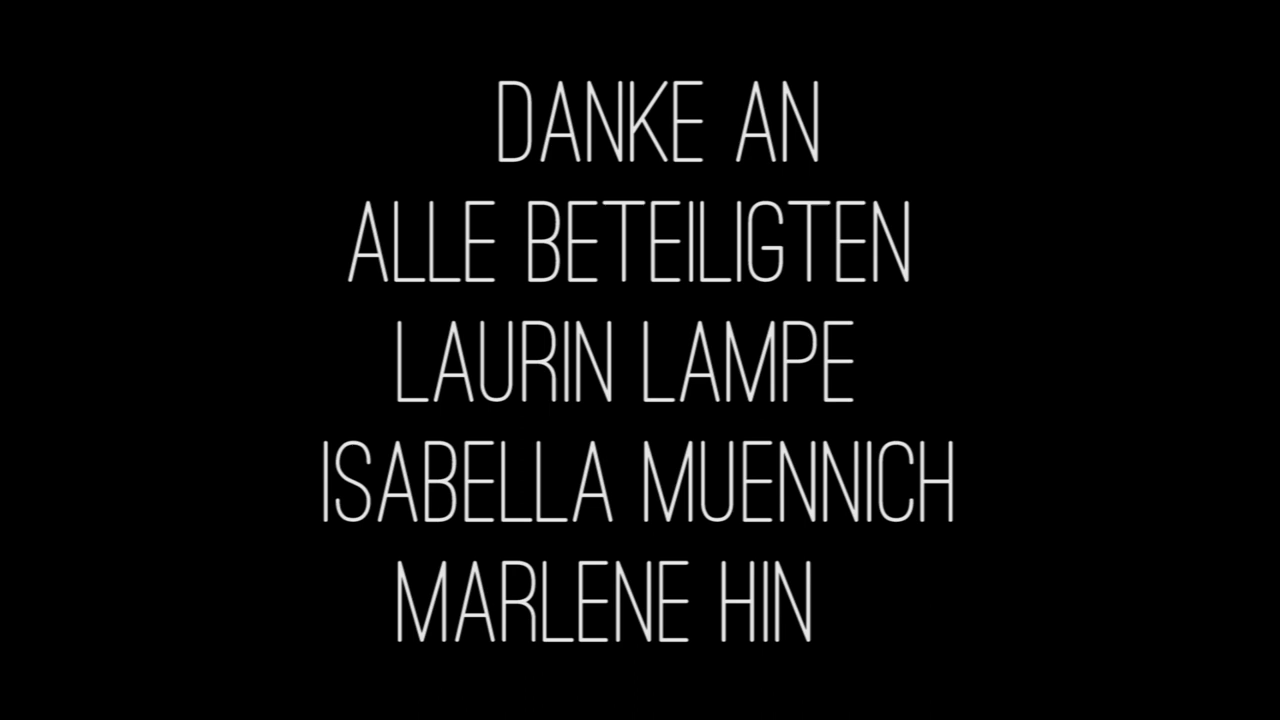 DANKE AN
ALLE BETEILIGTEN
LAURIN LAMPE
ISABELLA MUENNICH
MARLENE HIN